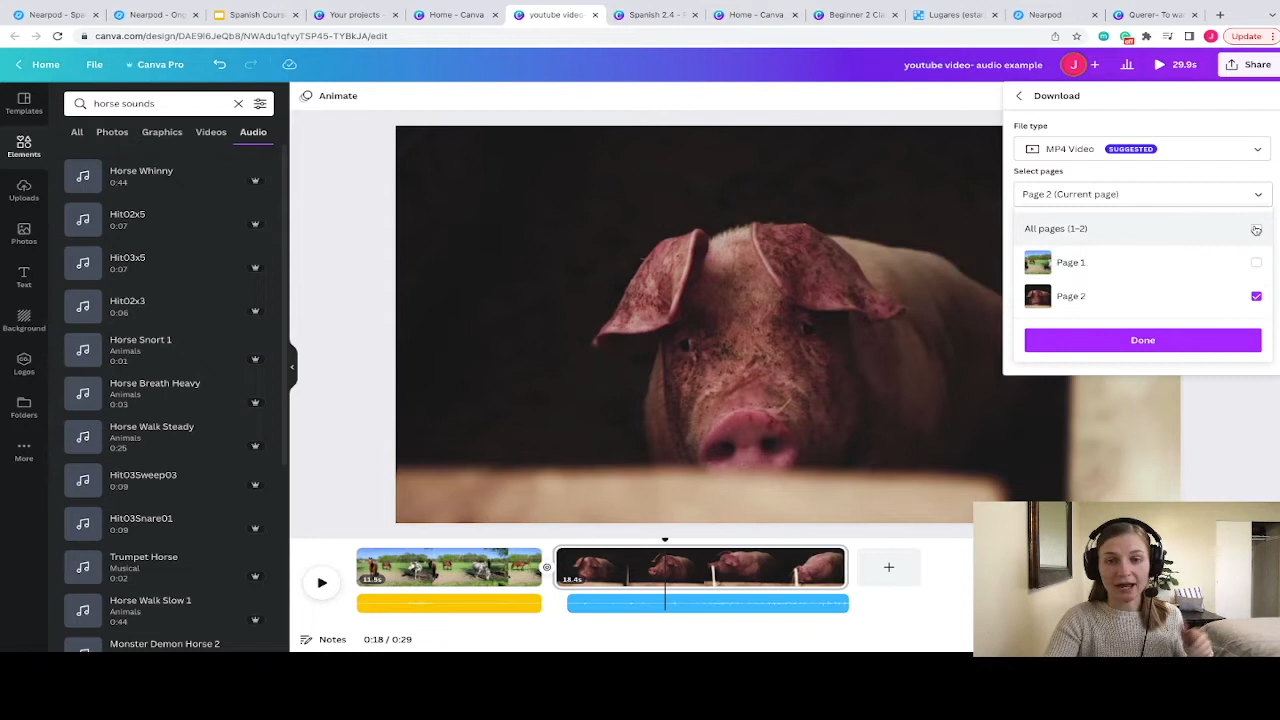 Nearpod - Spa
Nearpod - Ong
Spanish Cours
Your projects -
Home - Canva
youtube video-
Spanish 2.4 -
Home - Canva
Beginner 2 Cla
Lugares (estar
Nearpod
Querer- To wa
canva.com/design/DAE9l6JeQb8/NWAdu1qfvyTSP45-TYBkJA/edit
off
J
Update
Home
File
Canva Pro
youtube video- audio example
J
29.9s
Share
Templates
Elements
Uploads
Photos
Text
Background
Logos
Folders
More
horse sounds
All
Photos
Graphics
Videos
Audio
Horse Whinny
0:44
Hit02x5
0:07
Hit03x5
0:07
Hit02x3
0:06
Horse Snort 1
Animals
0:01
Horse Breath Heavy
Animals
0:03
Horse Walk Steady
Animals
0:25
Hit03Sweep03
0:09
Hit03Snare01
0:09
Trumpet Horse
Musical
0:02
Horse Walk Slow 1
Animals
0:44
Monster Demon Horse 2
Animate
Download
File type
MP4 Video
SUGGESTED
Select pages
Page 2 (Current page)
All pages (1-2)
Page 1
Page 2
Done
11.5s
18.4s
Notes
0:18 / 0:29